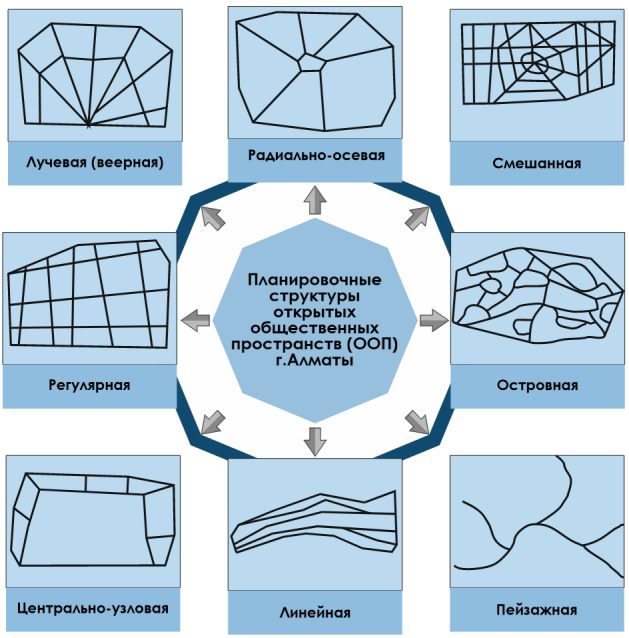 Лучевая (веерная)
Радиально-осевая
Смешанная
Планировочные
структуры
открытых
общественных
пространств (ООП)
г.Алматы
Регулярная
Островная
Центрально-узловая
Линейная
Пейзажная